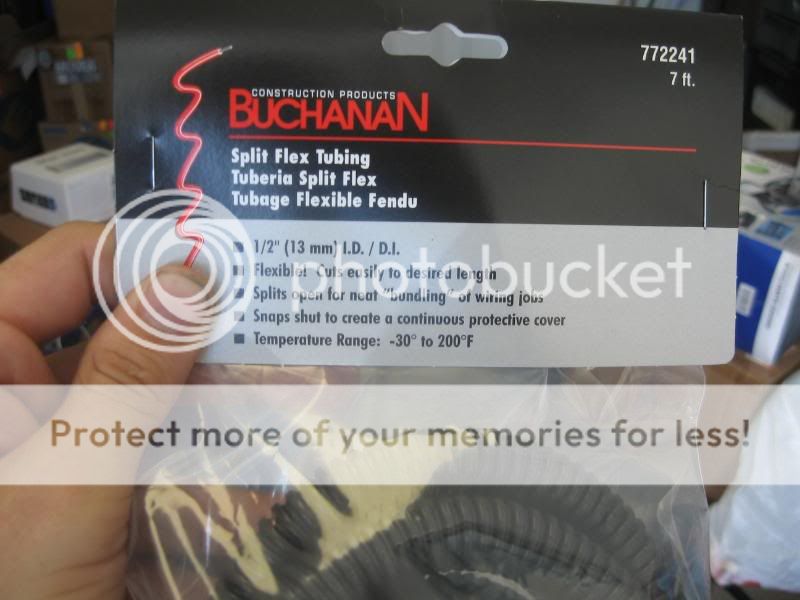 772241
7 ft.
CONSTRUCTION PRODUCTS
BUCHANAN
Split Flex Tubing
Tuberia Split Flex
Tubage Flexible Fendu
1/2" (13 mm) I.D. / D.I.
Flexible! Cuts easily to desired length
Splits open for neat "bundling" of wiring jobs
Snaps shut to create a continuous protective cover
Temperature Range: -30° to 200°F
photobucket
Protect more of your memories for less!